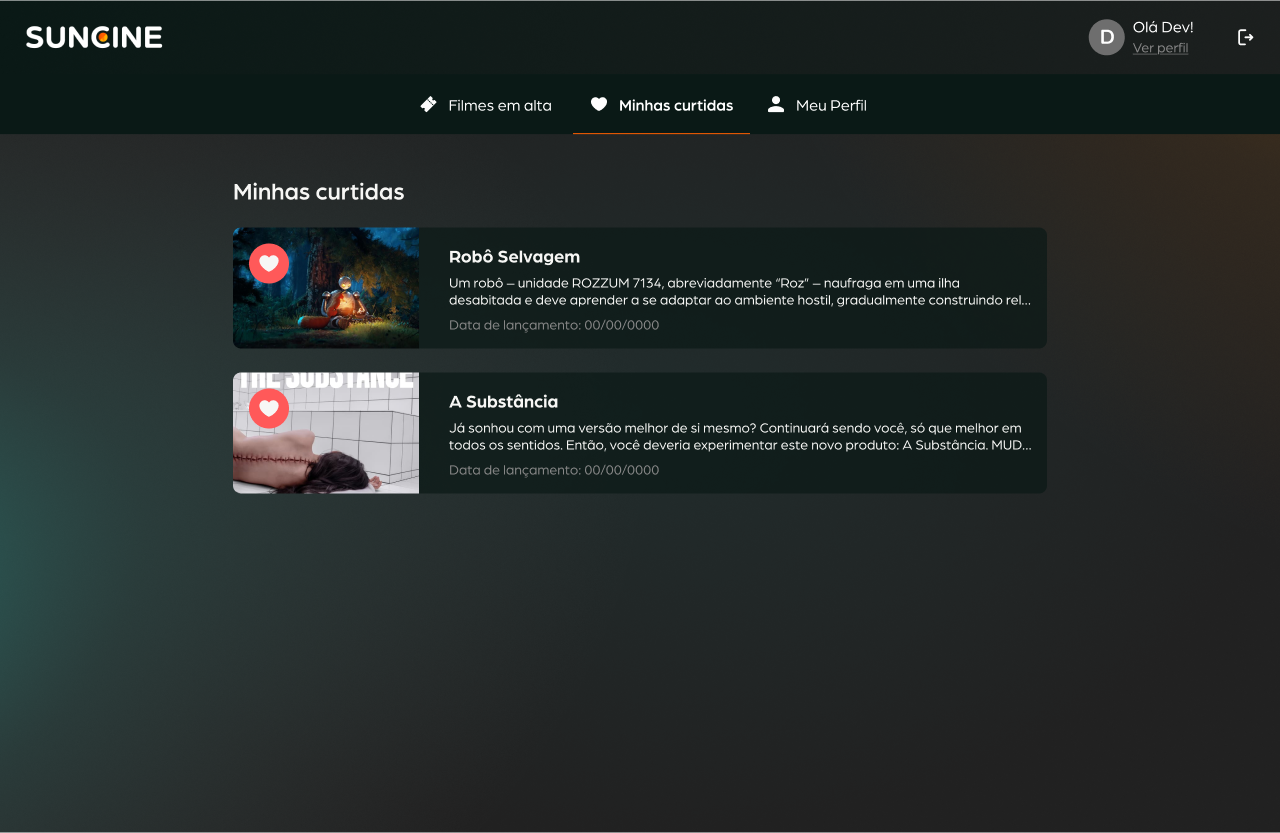 SUNCINE
D
Olá Dev!
Ver perfil
Filmes em alta
Minhas curtidas
Meu Perfil
Minhas curtidas
Robô Selvagem
Um robô – unidade ROZZUM 7134, abreviadamente “Roz” – naufraga em uma ilha
desabitada e deve aprender a se adaptar ao ambiente hostil, gradualmente construindo rel...
Data de lançamento: 00/00/0000
THE SUBSTANCE
A Substância
Já sonhou com uma versão melhor de si mesmo? Continuará sendo você, só que melhor em
todos os sentidos. Então, você deveria experimentar este novo produto: A Substância. MUD...
Data de lançamento: 00/00/0000